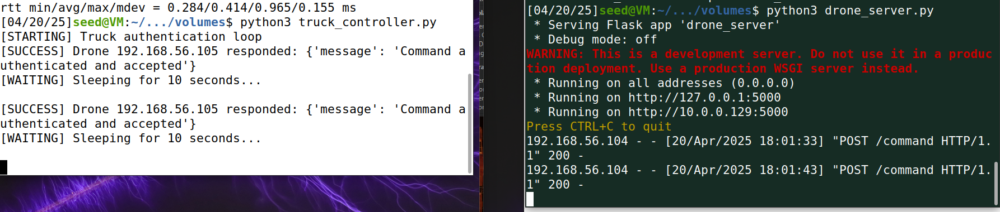 rtt min/avg/max/mdev = 0.284/0.414/0.965/0.155 ms
[04/20/25]seed@VM:~/.../volumes$ python3 truck_controller.py
[STARTING] Truck authentication loop
[SUCCESS] Drone 192.168.56.105 responded: {'message': 'Command a
uthenticated and accepted'}
[WAITING] Sleeping for 10 seconds...
[SUCCESS] Drone 192.168.56.105 responded: {'message': 'Command a
uthenticated and accepted'}
[WAITING] Sleeping for 10 seconds...
[04/20/25]seed@VM:~/.../volumes$ python3 drone_server.py
 * Serving Flask app 'drone_server'
 * Debug mode: off
WARNING: This is a development server. Do not use it in a produc
tion deployment. Use a production WSGI server instead.
 * Running on all addresses (0.0.0.0)
 * Running on http://127.0.0.1:5000
 * Running on http://10.0.0.129:5000
Press CTRL+C to quit
192.168.56.104 - - [20/Apr/2025 18:01:33] "POST /command HTTP/1.
1" 200 -
192.168.56.104 - - [20/Apr/2025 18:01:43] "POST /command HTTP/1.
1" 200 -